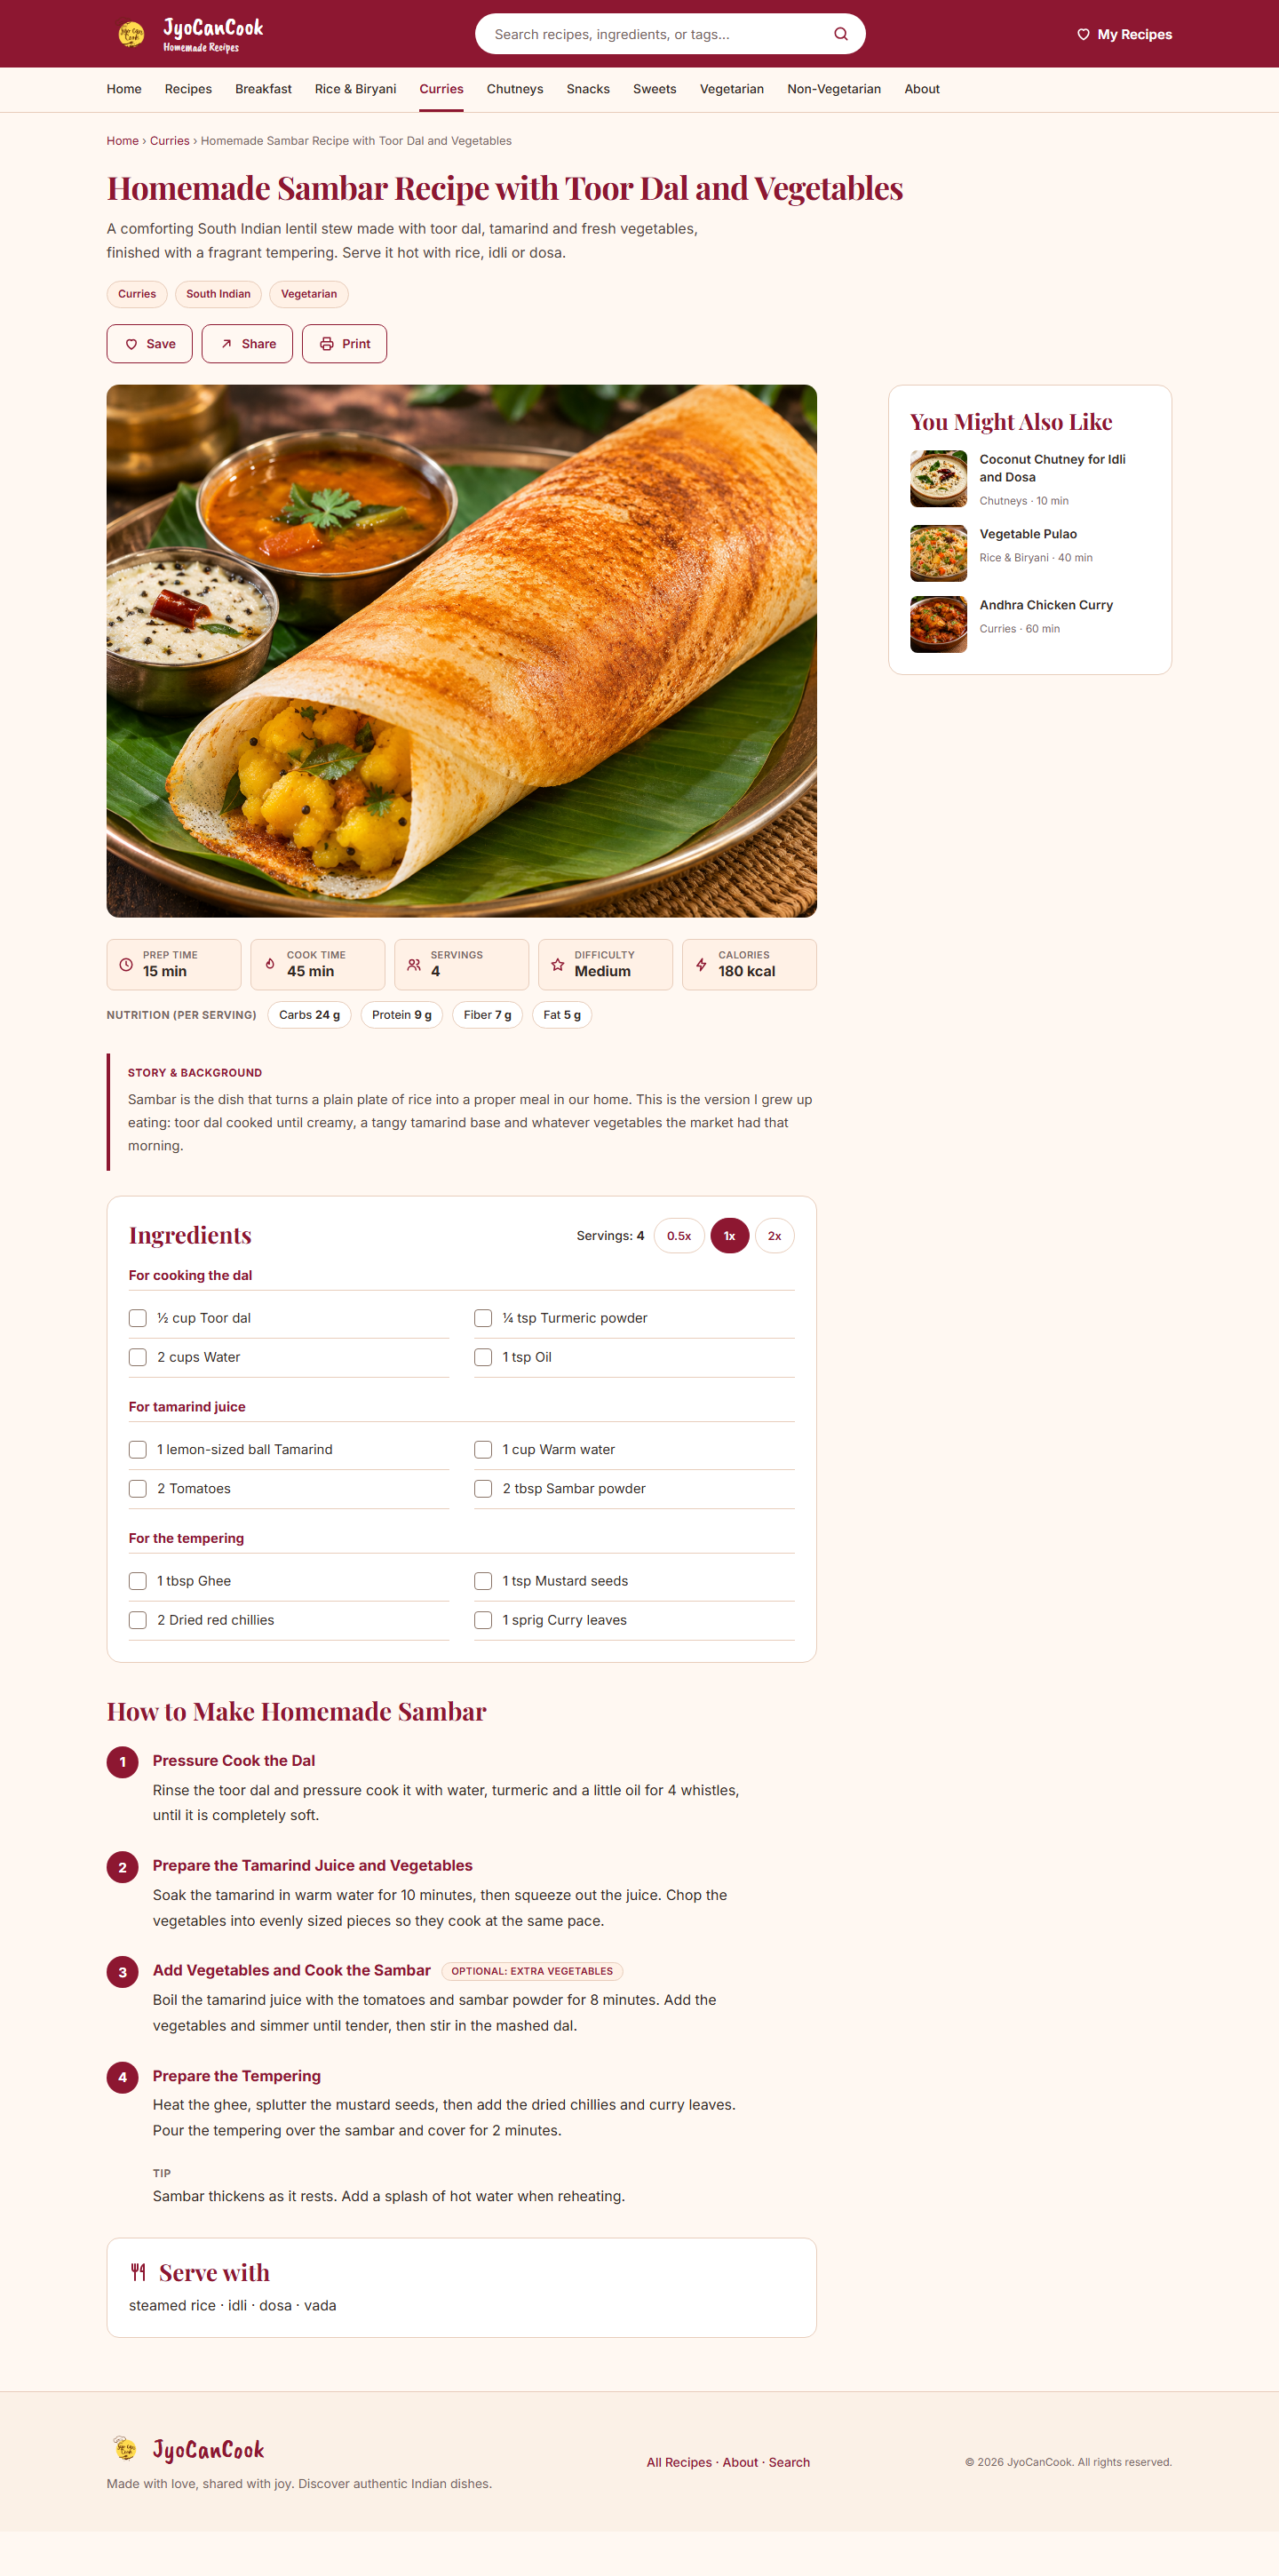 JyoCanCook
Homemade Recipes
Search recipes, ingredients, or tags...
My Recipes
Home Recipes Breakfast Rice & Biryani Curries Chutneys Snacks Sweets Vegetarian Non-Vegetarian About
Home › Curries › Homemade Sambar Recipe with Toor Dal and Vegetables
Homemade Sambar Recipe with Toor Dal and Vegetables
A comforting South Indian lentil stew made with toor dal, tamarind and fresh vegetables,
finished with a fragrant tempering. Serve it hot with rice, idli or dosa.
Curries South Indian Vegetarian
Save Share Print
You Might Also Like
Coconut Chutney for Idli
and Dosa
Chutneys · 10 min
Vegetable Pulao
Rice & Biryani · 40 min
Andhra Chicken Curry
Curries · 60 min
PREP TIME
15 min
COOK TIME
45 min
SERVINGS
4
DIFFICULTY
Medium
CALORIES
180 kcal
NUTRITION (PER SERVING) Carbs 24 g Protein 9 g Fiber 7 g Fat 5 g
STORY & BACKGROUND
Sambar is the dish that turns a plain plate of rice into a proper meal in our home. This is the version I grew up
eating: toor dal cooked until creamy, a tangy tamarind base and whatever vegetables the market had that
morning.
Ingredients
Servings: 4 0.5x 1x 2x
For cooking the dal
½ cup Toor dal
¼ tsp Turmeric powder
2 cups Water
1 tsp Oil
For tamarind juice
1 lemon-sized ball Tamarind
1 cup Warm water
2 Tomatoes
2 tbsp Sambar powder
For the tempering
1 tbsp Ghee
1 tsp Mustard seeds
2 Dried red chillies
1 sprig Curry leaves
How to Make Homemade Sambar
1 Pressure Cook the Dal
Rinse the toor dal and pressure cook it with water, turmeric and a little oil for 4 whistles,
until it is completely soft.
2 Prepare the Tamarind Juice and Vegetables
Soak the tamarind in warm water for 10 minutes, then squeeze out the juice. Chop the
vegetables into evenly sized pieces so they cook at the same pace.
3 Add Vegetables and Cook the Sambar OPTIONAL: EXTRA VEGETABLES
Boil the tamarind juice with the tomatoes and sambar powder for 8 minutes. Add the
vegetables and simmer until tender, then stir in the mashed dal.
4 Prepare the Tempering
Heat the ghee, splutter the mustard seeds, then add the dried chillies and curry leaves.
Pour the tempering over the sambar and cover for 2 minutes.
TIP
Sambar thickens as it rests. Add a splash of hot water when reheating.
Serve with
steamed rice · idli · dosa · vada
JyoCanCook
Made with love, shared with joy. Discover authentic Indian dishes.
All Recipes · About · Search
© 2026 JyoCanCook. All rights reserved.